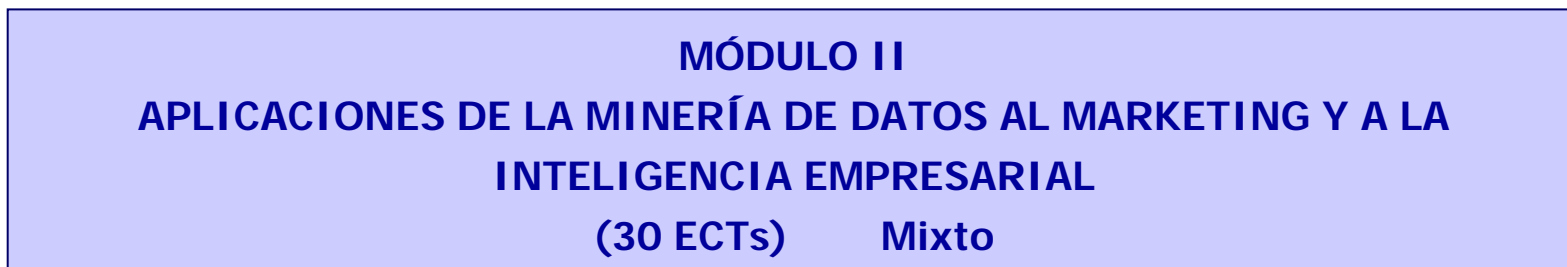 MÓDULO II
APLICACIONES DE LA MINERÍA DE DATOS AL MARKETING Y A LA
INTELIGENCIA EMPRESARIAL
(30 ECTs) Mixto